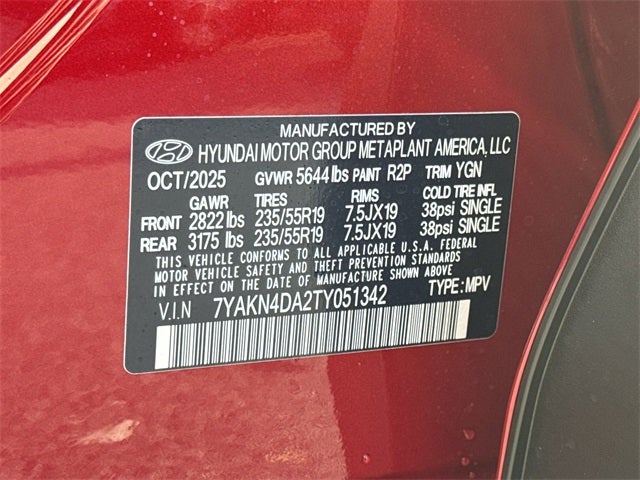 MANUFACTURED BY
HYUNDAI MOTOR GROUP METAPLANT AMERICA, LLC
OCT/2025 GVWR 5644 lbs PAINT R2P TRIM YGN
GAWR TIRES RIMS COLD TIRE INFL
FRONT 2822 lbs 235/55R19 7.5JX19 38psi SINGLE
REAR 3175 lbs 235/55R19 7.5JX19 38psi SINGLE
THIS VEHICLE CONFORMS TO ALL APPLICABLE U.S.A. FEDERAL
MOTOR VEHICLE SAFETY AND THEFT PREVENTION STANDARDS
IN EFFECT ON THE DATE OF MANUFACTURE SHOWN ABOVE.
V.I.N 7YAKN4DA2TY051342 TYPE : MPV